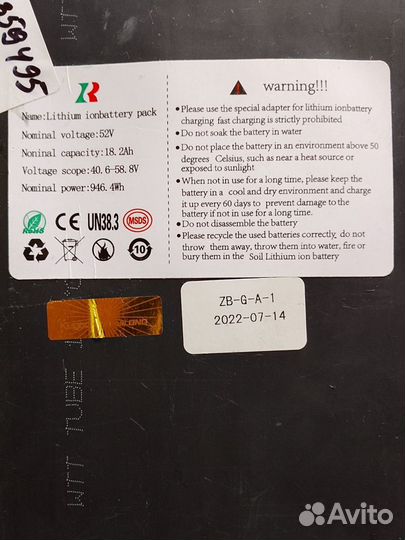 359495
R
Name:Lithium ionbattery pack
Nominal voltage:52V
Nominal capacity:18.2Ah
Voltage scope:40.6-58.8V
Nominal power:946.4Wh
RoHS
CE
UN38.3
MSDS
10
warning!!!
•Please use the special adapter for lithium ionbattery
charging fast charging is strictly prohibited
•Do not soak the battery in water
•Do not place the battery in an environment above 50
degrees Celsius, such as near a heat source or
exposed to sunlight
•When not in use for a long time, please keep the
battery in a cool and dry environment and charge
it up every 60 days to prevent damage to the
battery if not in use for a long time.
•Do not disassemble the battery
•Please recycle the used batteries correctly, do not
throw them away, throw them into water, fire or
bury them in the Soil Lithium ion battery
ZB-G-A-1
2022-07-14
WTT TUBE
WTT
Avito